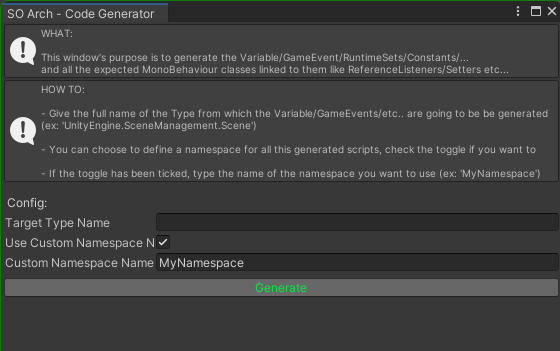 SO Arch - Code Generator
WHAT:
This window's purpose is to generate the Variable/GameEvent/RuntimeSets/Constants/...
and all the expected MonoBehaviour classes linked to them like ReferenceListeners/Setters etc...
HOW TO:
- Give the full name of the Type from which the Variable/GameEvents/etc.. are going to be be generated
(ex: 'UnityEngine.SceneManagement.Scene')
- You can choose to define a namespace for all this generated scripts, check the toggle if you want to
- If the toggle has been ticked, type the name of the namespace you want to use (ex: 'MyNamespace')
Config:
Target Type Name
Use Custom Namespace N
Custom Namespace Name MyNamespace
Generate